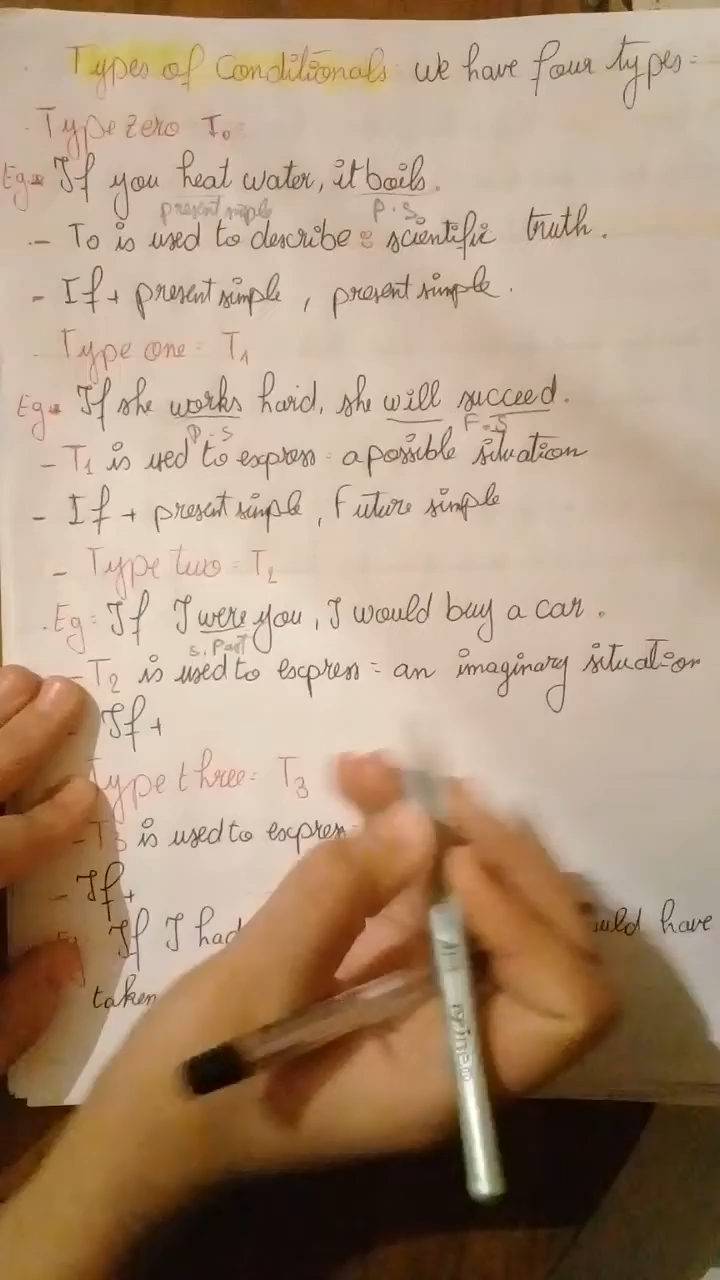 Types of Conditionals we have four types:
Type zero T0
Eg: If you heat water, it boils.
present simple P.S
- T0 is used to describe: scientific truth.
- If + present simple, present simple.
Type one: T1
Eg: If she works hard, she will succeed.
P.S F.S
- T1 is used to express: a possible situation
- If + present simple, Future simple
- Type two: T2
Eg: If I were you, I would buy a car.
S. Past
- T2 is used to express: an imaginary situation
- If +
Type three: T3
- T3 is used to express
- If +
If I had have
taken